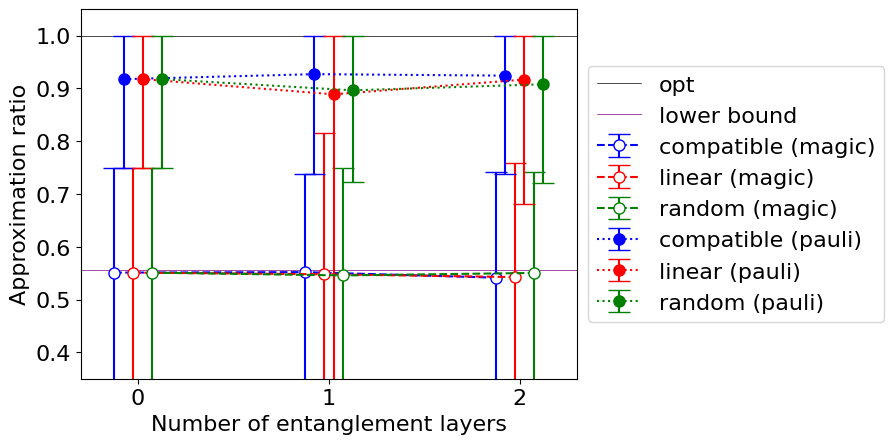 Approximation ratio
1.0
0.9
0.8
0.7
0.6
0.5
0.4
0
1
2
Number of entanglement layers
opt
lower bound
compatible (magic)
linear (magic)
random (magic)
compatible (pauli)
linear (pauli)
random (pauli)